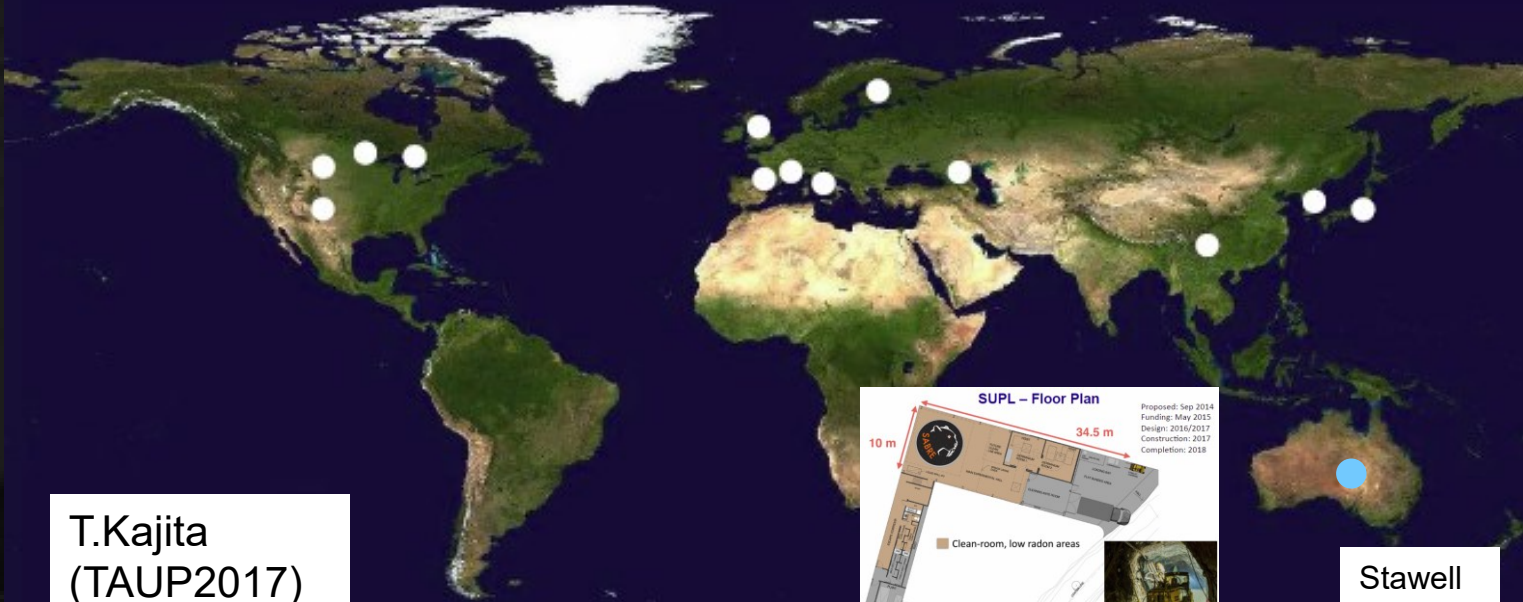 SUPL – Floor Plan
Proposed: Sep 2014
Funding: May 2015
Design: 2016/2017
Construction: 2017
Completion: 2018
10 m
34.5 m
SABRE
Clean-room, low radon areas
T.Kajita
(TAUP2017)
Stawell